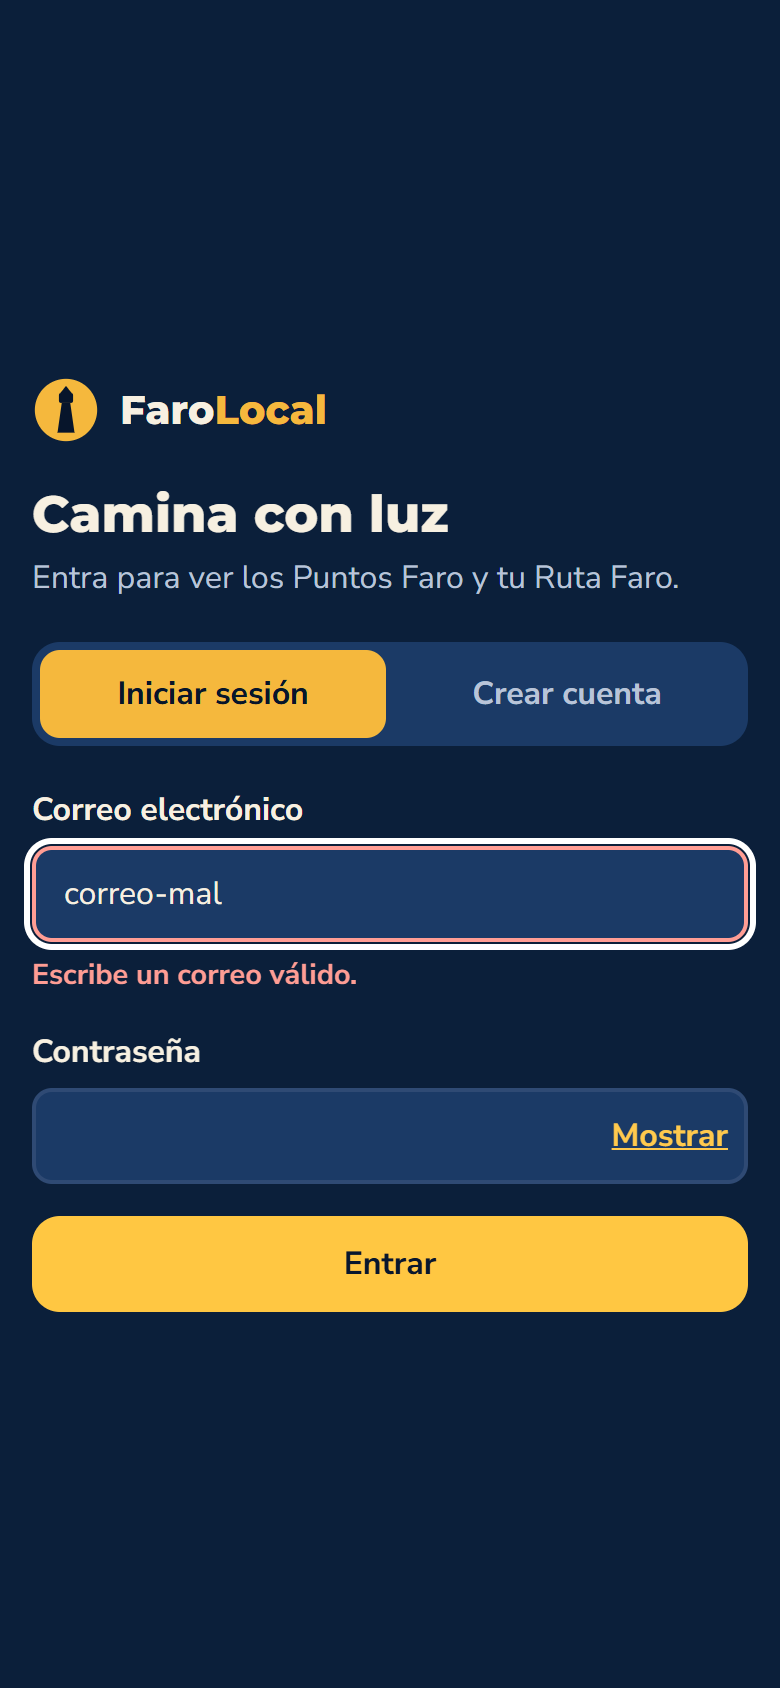 FaroLocal
Camina con luz
Entra para ver los Puntos Faro y tu Ruta Faro.
Iniciar sesión
Crear cuenta
Correo electrónico
correo-mal
Escribe un correo válido.
Contraseña
Mostrar
Entrar